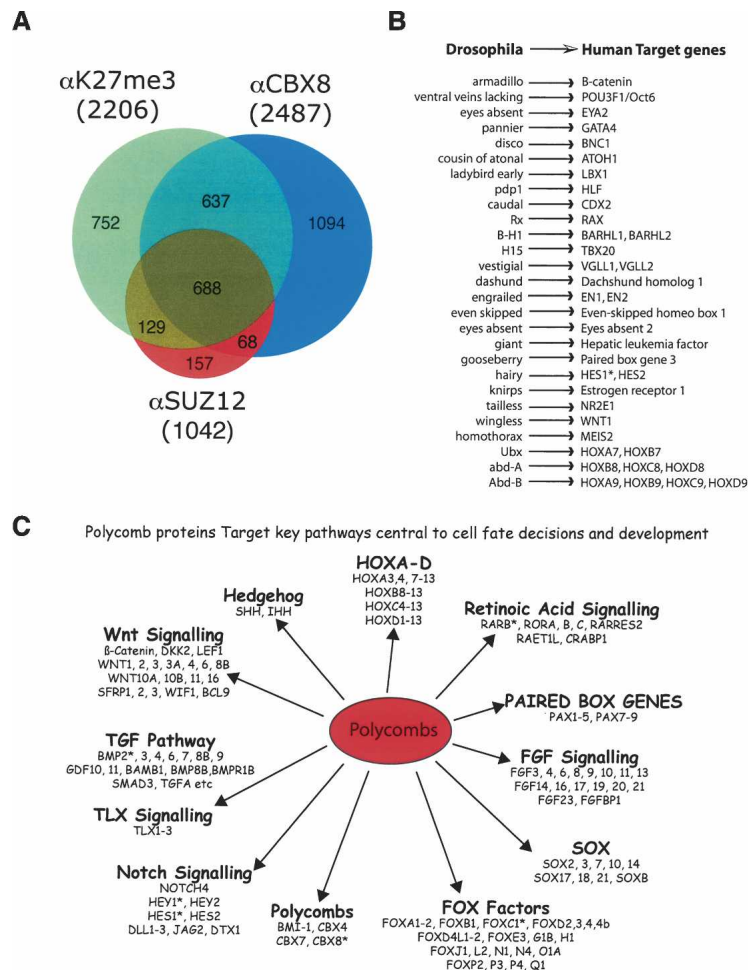 A
αK27me3
(2206)
αCBX8
(2487)
752
637
1094
688
129
68
157
αSUZ12
(1042)
B
Drosophila Human Target genes
armadillo B-catenin
ventral veins lacking POU3F1/Oct6
eyes absent EYA2
pannier GATA4
disco BNC1
cousin of atonal ATOH1
ladybird early LBX1
pdp1 HLF
caudal CDX2
Rx RAX
B-H1 BARHL1, BARHL2
H15 TBX20
vestigial VGLL1, VGLL2
dashund Dachshund homolog 1
engrailed EN1, EN2
even skipped Even-skipped homeo box 1
eyes absent Eyes absent 2
giant Hepatic leukemia factor
gooseberry Paired box gene 3
hairy HES1*, HES2
knirps Estrogen receptor 1
tailless NR2E1
wingless WNT1
homothorax MEIS2
Ubx HOXA7, HOXB7
abd-A HOXB8, HOXC8, HOXD8
Abd-B HOXA9, HOXB9, HOXC9, HOXD9
C
Polycomb proteins Target key pathways central to cell fate decisions and development
HOXA-D
HOXA3,4, 7-13
HOXB8-13
HOXC4-13
HOXD1-13
Hedgehog
SHH, IHH
Retinoic Acid Signalling
RARB*, RORA, B, C, RARRES2
RAET1L, CRABP1
Wnt Signalling
ß-Catenin, DKK2, LEF1
WNT1, 2, 3, 3A, 4, 6, 8B
WNT10A, 10B, 11, 16
SFRP1, 2, 3, WIF1, BCL9
Polycombs
PAIRED BOX GENES
PAX1-5, PAX7-9
TGF Pathway
BMP2*, 3, 4, 6, 7, 8B, 9
GDF10, 11, BAMB1, BMP8B,BMPR1B
SMAD3, TGFA etc
FGF Signalling
FGF3, 4, 6, 8, 9, 10, 11, 13
FGF14, 16, 17, 19, 20, 21
FGF23, FGFBP1
TLX Signalling
TLX1-3
SOX
SOX2, 3, 7, 10, 14
SOX17, 18, 21, SOXB
Notch Signalling
NOTCH4
HEY1*, HEY2
HES1*, HES2
DLL1-3, JAG2, DTX1
Polycombs
BMI-1, CBX4
CBX7, CBX8*
FOX Factors
FOXA1-2, FOXB1, FOXC1*, FOXD2,3,4,4b
FOXD4L1-2, FOXE3, G1B, H1
FOXJ1, L2, N1, N4, O1A
FOXP2, P3, P4, Q1